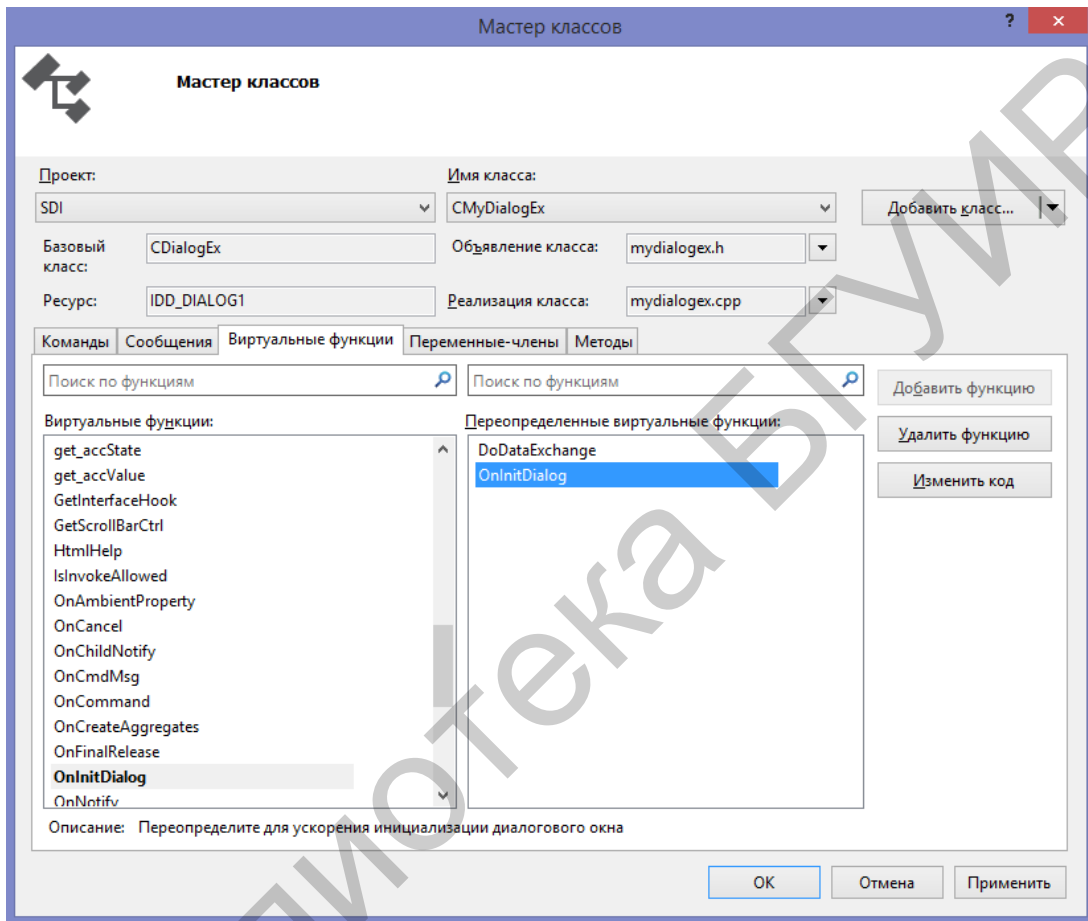 Мастер классов
?
Мастер классов
Проект:
Имя класса:
SDI
CMyDialogEx
Добавить класс...
Базовый класс:
CDialogEx
Объявление класса:
mydialogex.h
Ресурс:
IDD_DIALOG1
Реализация класса:
mydialogex.cpp
Команды
Сообщения
Виртуальные функции
Переменные-члены
Методы
Поиск по функциям
Поиск по функциям
Добавить функцию
Виртуальные функции:
Переопределенные виртуальные функции:
Удалить функцию
Изменить код
get_accState
get_accValue
GetInterfaceHook
GetScrollBarCtrl
HtmlHelp
IsInvokeAllowed
OnAmbientProperty
OnCancel
OnChildNotify
OnCmdMsg
OnCommand
OnCreateAggregates
OnFinalRelease
OnInitDialog
OnNotify
DoDataExchange
OnInitDialog
Описание: Переопределите для ускорения инициализации диалогового окна
OK
Отмена
Применить
лиотека БГУИР